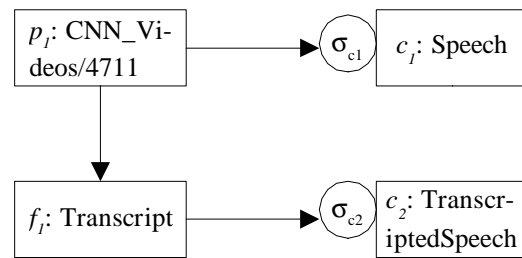 p₁: CNN_Vi-
deos/4711
σc1
c₁: Speech
f₁: Transcript
σc2
c₂: Transcr-
iptedSpeech